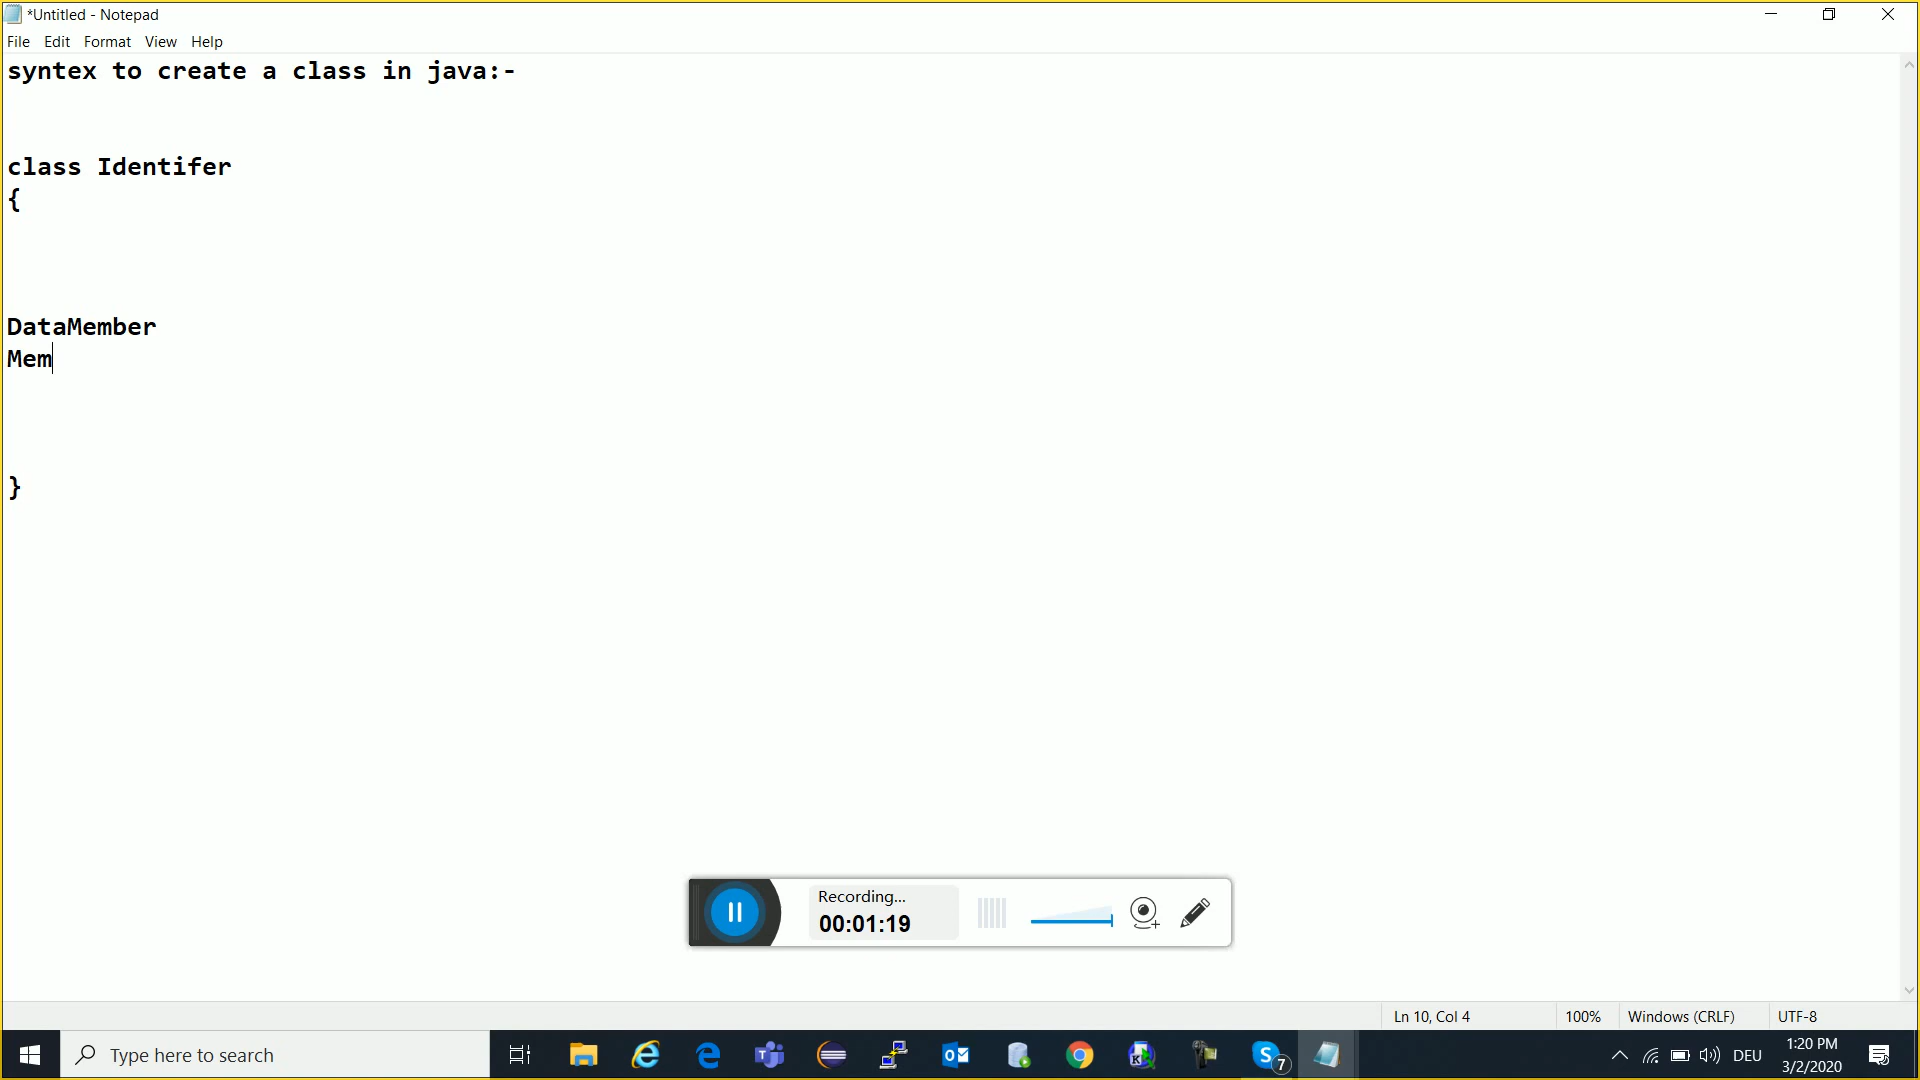 *Untitled - Notepad
File Edit Format View Help
syntex to create a class in java:-
class Identifer
{
DataMember
Mem
}
Recording...
00:01:19
Ln 10, Col 4 100% Windows (CRLF) UTF-8
Type here to search
7
DEU
1:20 PM
3/2/2020